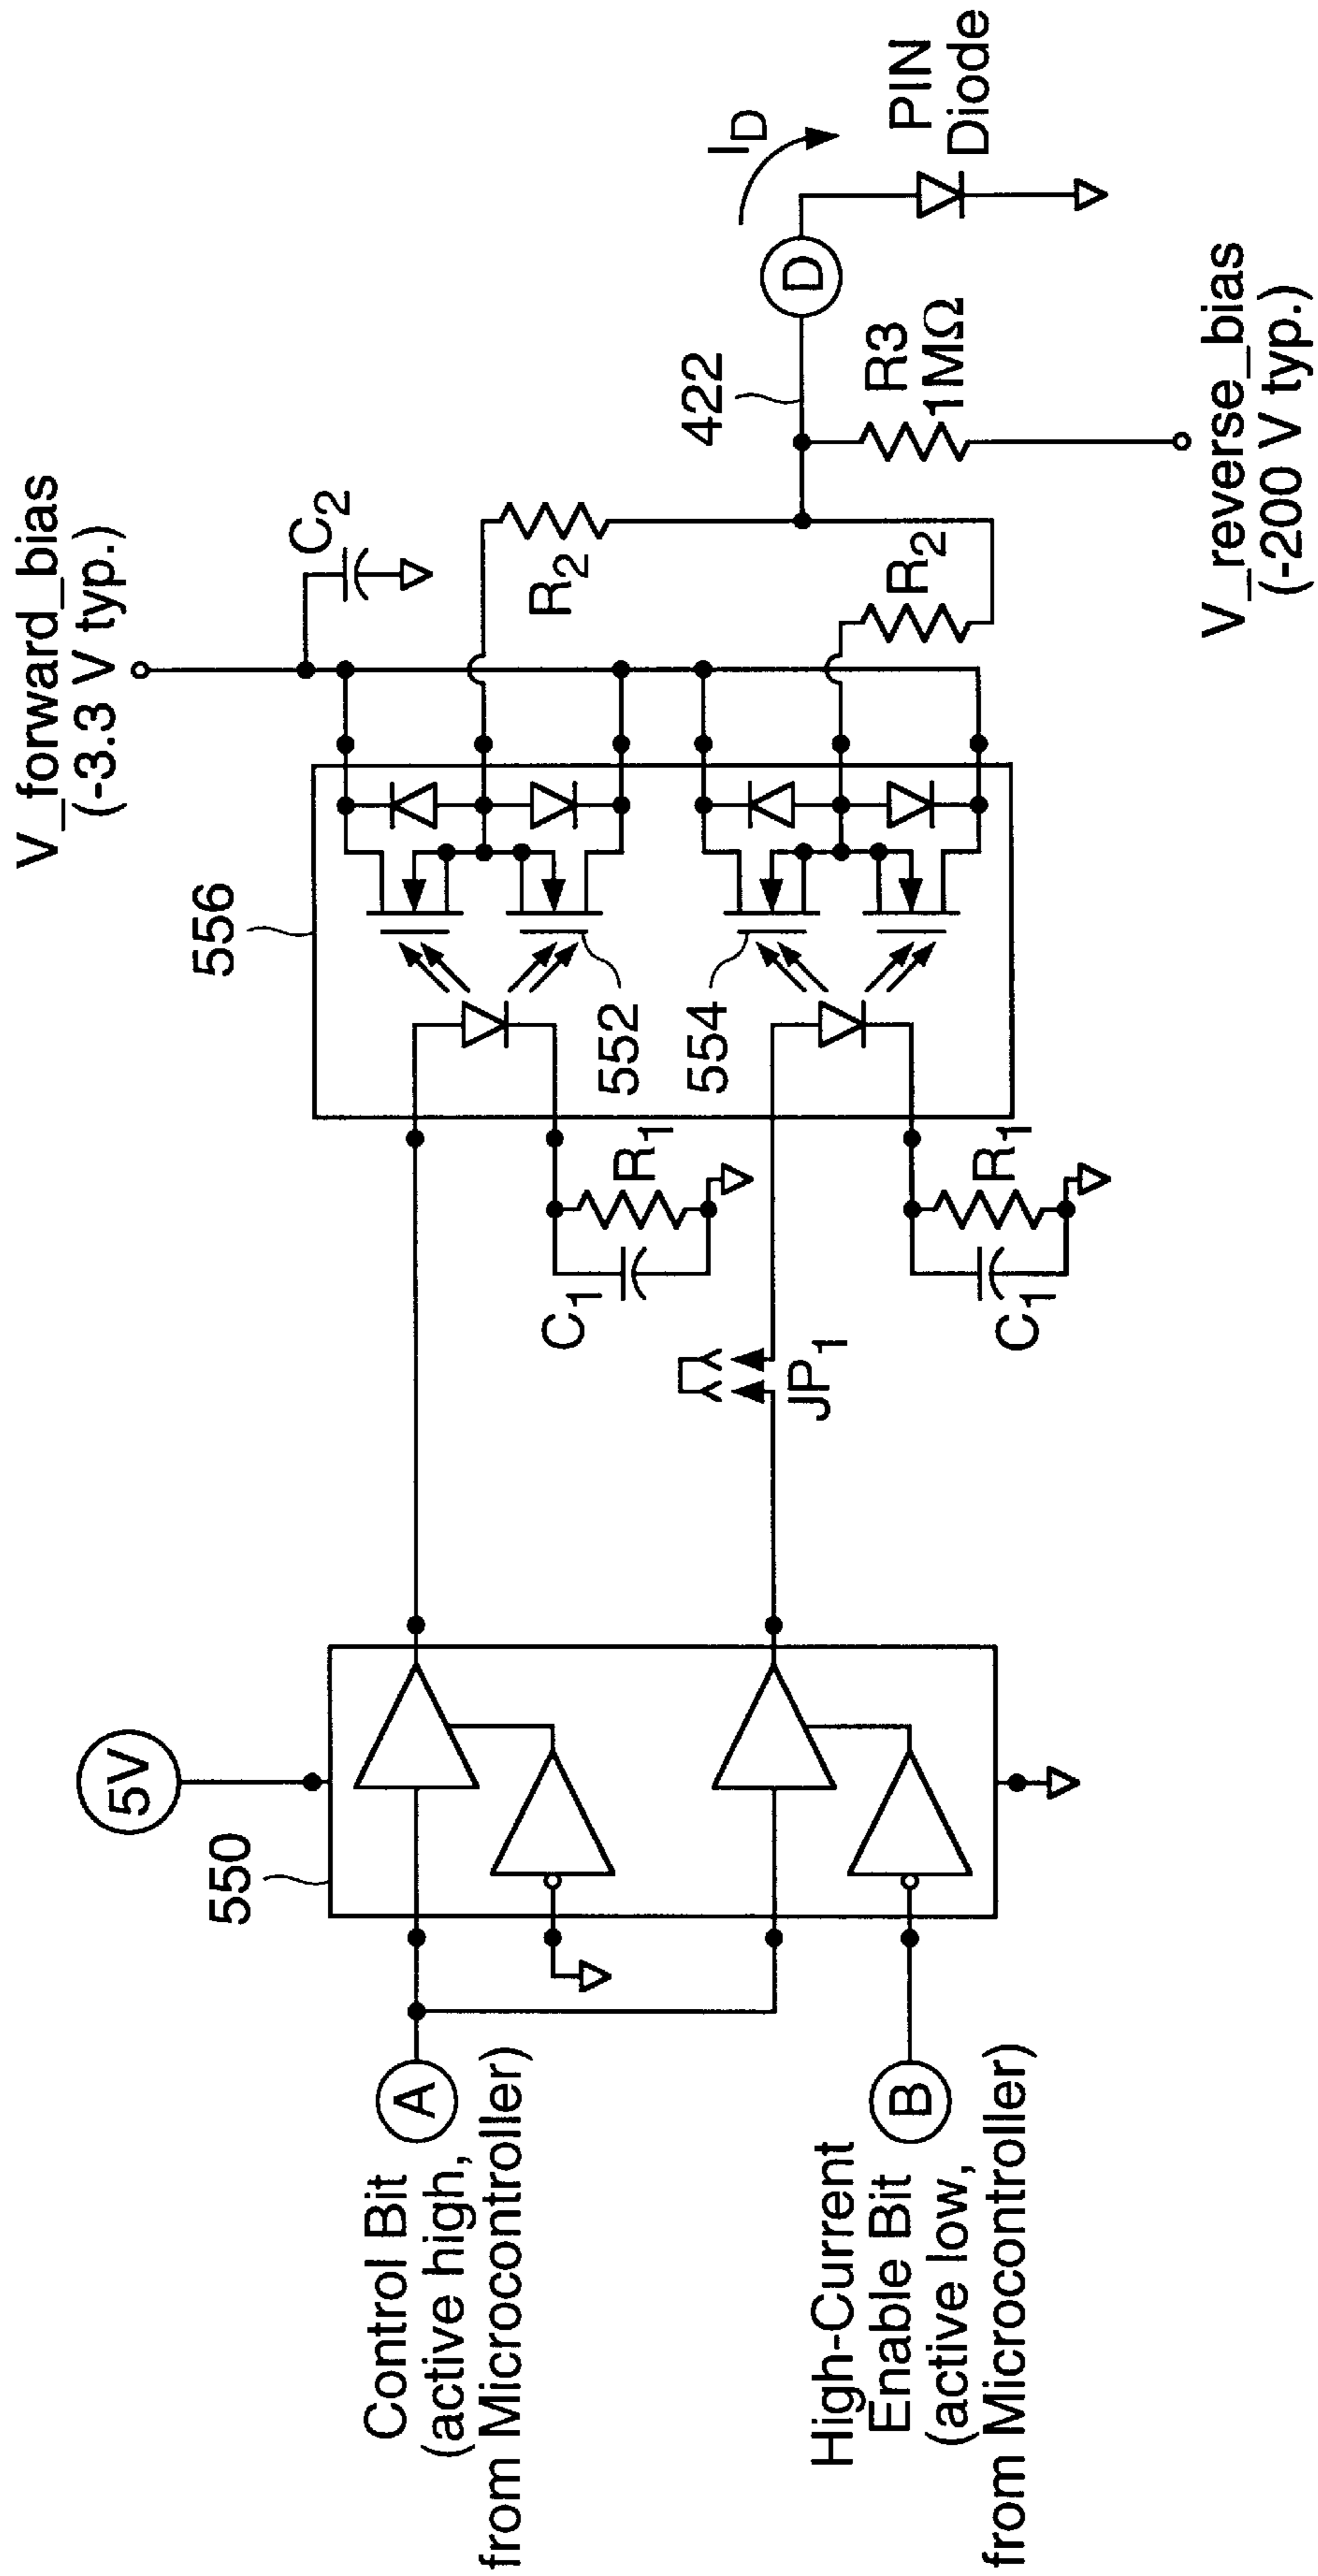 V_forward_bias
(-3.3 V typ.)
C2
5V
550
556
A
Control Bit
(active high,
from Microcontroller)
B
High-Current
Enable Bit
(active low,
from Microcontroller)
552
554
C1
R1
JP1
C1
R1
R2
R2
422
R3
1MΩ
D
ID
PIN
Diode
V_reverse_bias
(-200 V typ.)